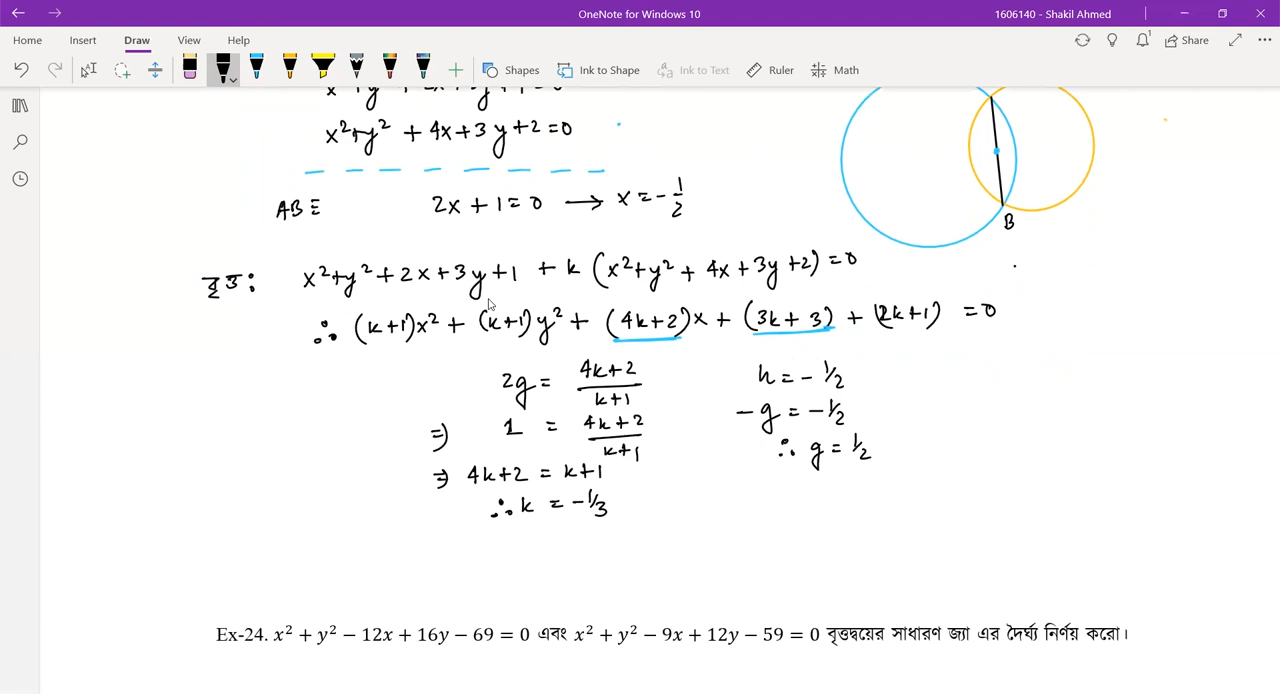 OneNote for Windows 10
1606140 - Shakil Ahmed
Home Insert Draw View Help
Share
Shapes Ink to Shape Ink to Text Ruler Math
x²+y² + 4x+3y+2=0
AB≡ 2x+1=0 → x=-1/2
B
বৃত্ত: x²+y²+2x+3y+1 + k (x²+y²+4x+3y+2)=0
∴ (k+1)x² + (k+1)y² + (4k+2)x + (3k+3) + (2k+1) = 0
2g = (4k+2)/(k+1) h = -1/2
⇒ 1 = (4k+2)/(k+1) -g = -1/2
∴ g = 1/2
⇒ 4k+2 = k+1
∴ k = -1/3
Ex-24. x² + y² − 12x + 16y − 69 = 0 এবং x² + y² − 9x + 12y − 59 = 0 বৃত্তদ্বয়ের সাধারণ জ্যা এর দৈর্ঘ্য নির্ণয় করো।